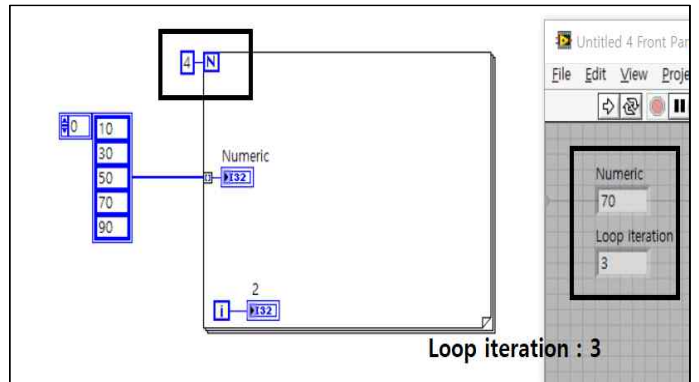 4 N
0
10
30
50
70
90
Numeric
I32
2
i I32
Loop iteration : 3
Untitled 4 Front Par
File Edit View Proje
Numeric
70
Loop iteration
3